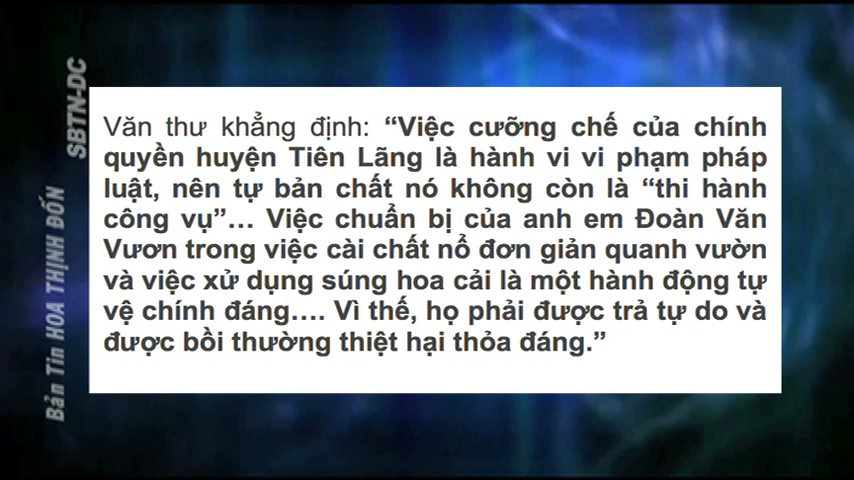 SBTN-DC
Bản Tin HOA THỊNH ĐỐN
Văn thư khẳng định: “Việc cưỡng chế của chính
quyền huyện Tiên Lãng là hành vi vi phạm pháp
luật, nên tự bản chất nó không còn là “thi hành
công vụ”… Việc chuẩn bị của anh em Đoàn Văn
Vươn trong việc cài chất nổ đơn giản quanh vườn
và việc xử dụng súng hoa cải là một hành động tự
vệ chính đáng…. Vì thế, họ phải được trả tự do và
được bồi thường thiệt hại thỏa đáng.”